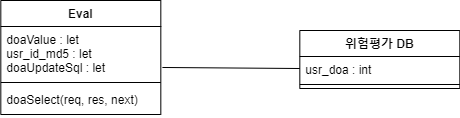 Eval
doaValue : let
usr_id_md5 : let
doaUpdateSql : let
doaSelect(req, res, next)
위험평가 DB
usr_doa : int